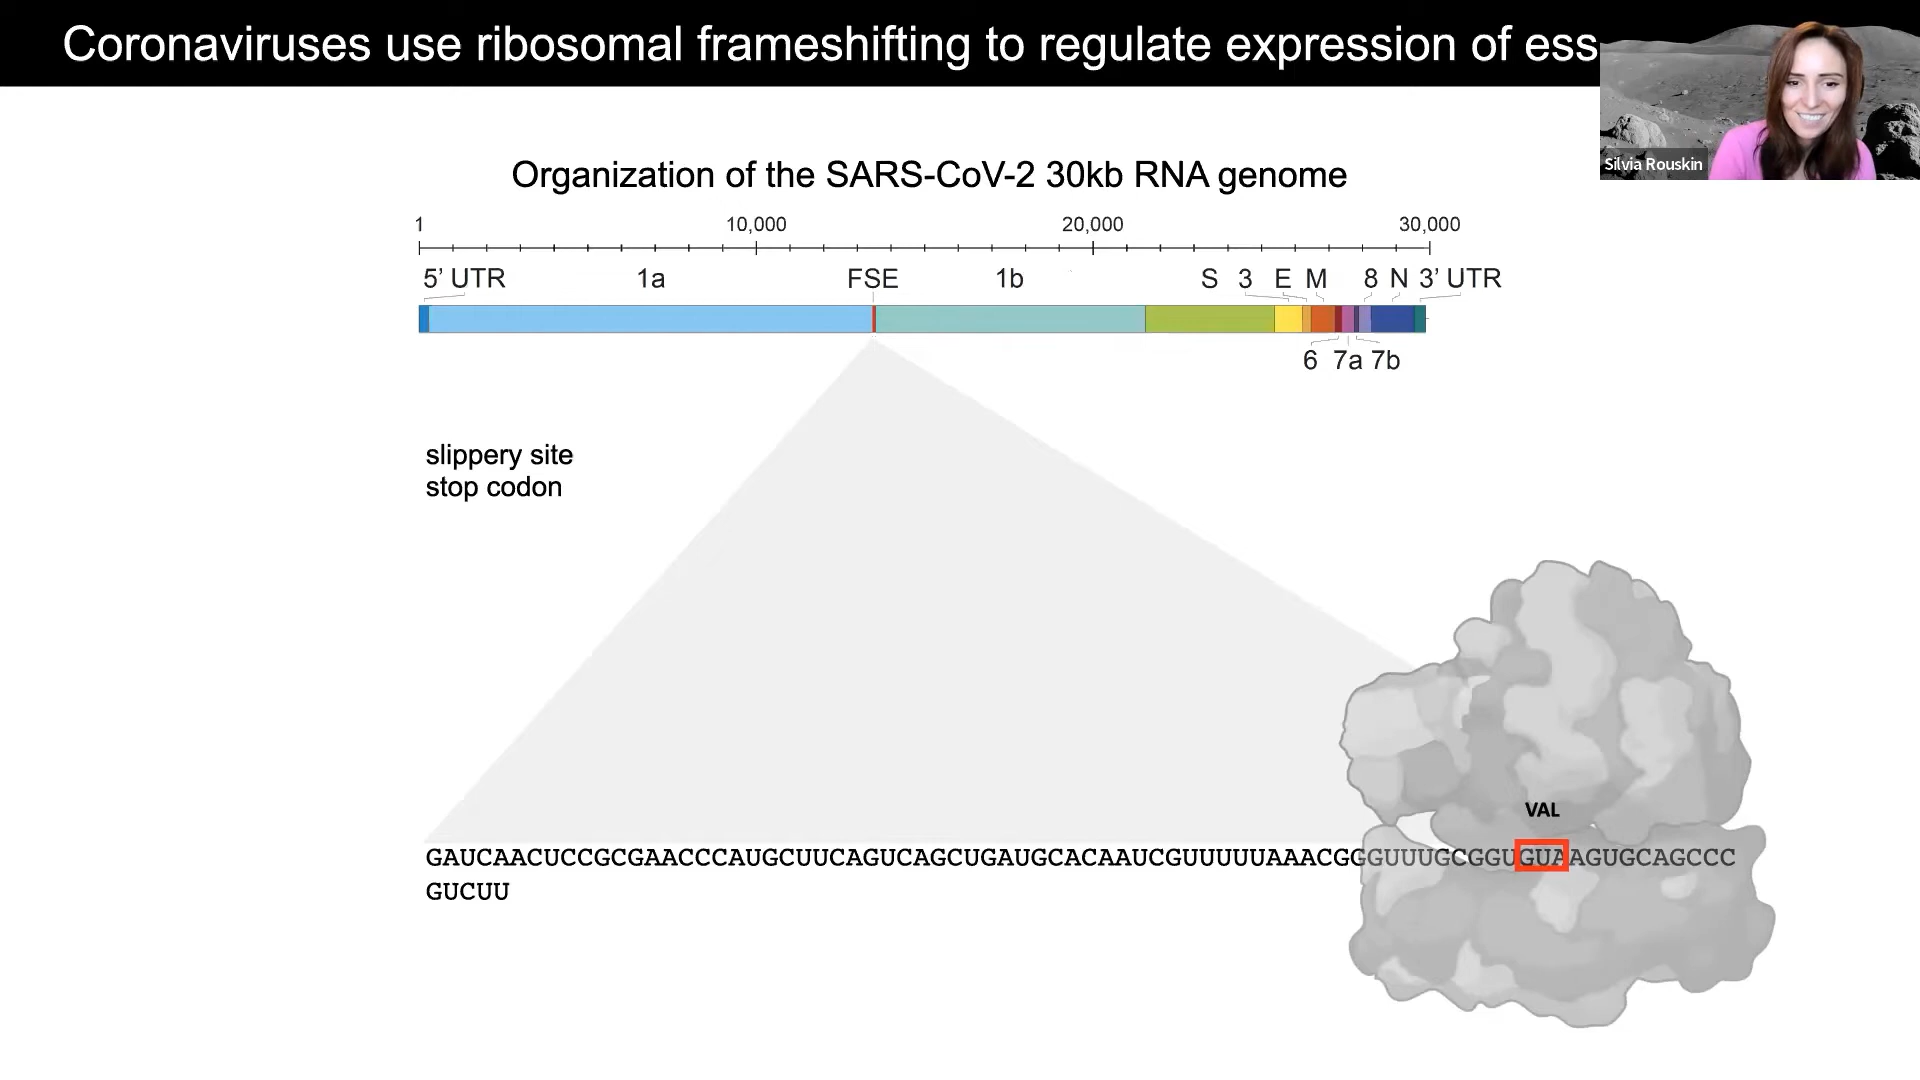 Coronaviruses use ribosomal frameshifting to regulate expression of ess
Silvia Rouskin
Organization of the SARS-CoV-2 30kb RNA genome
1 10,000 20,000 30,000
5’ UTR 1a FSE 1b S 3 E M 8 N 3’ UTR
6 7a 7b
slippery site
stop codon
VAL
GAUCAACUCCGCGAACCCAUGCUUCAGUCAGCUGAUGCACAAUCGUUUUUAAACGGGUUUGCGGUGUAAGUGCAGCCC
GUCUU